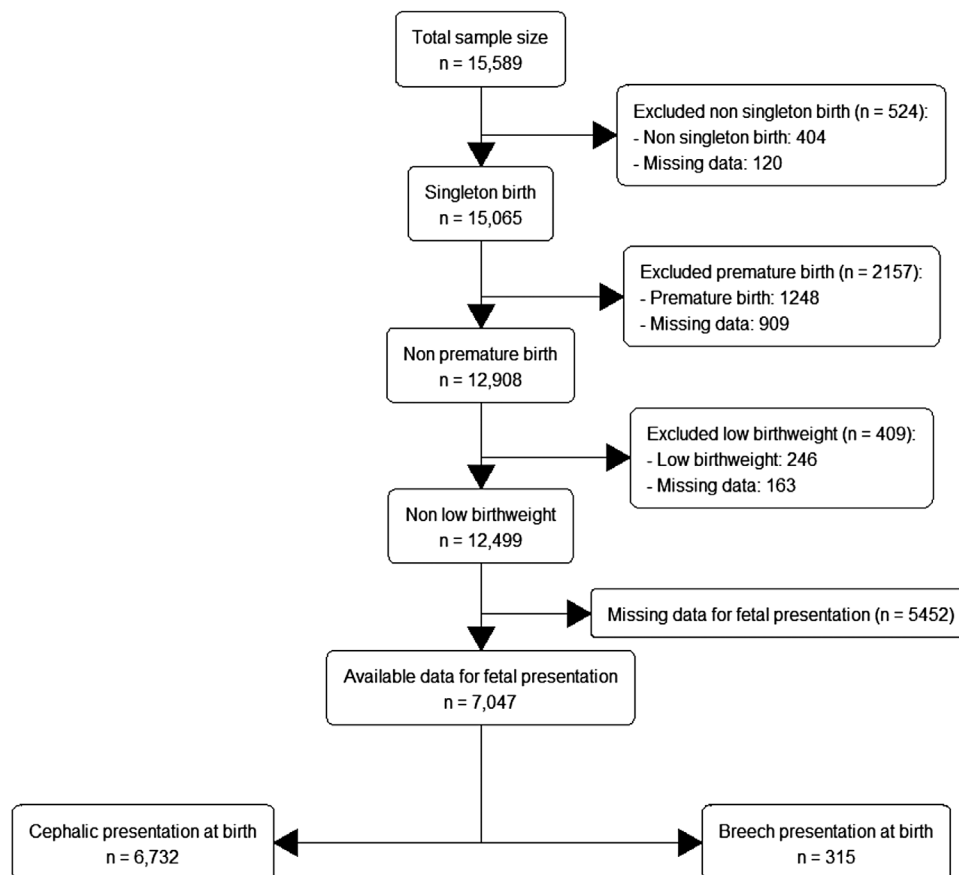 Total sample size
n = 15,589
Excluded non singleton birth (n = 524):
- Non singleton birth: 404
- Missing data: 120
Singleton birth
n = 15,065
Excluded premature birth (n = 2157):
- Premature birth: 1248
- Missing data: 909
Non premature birth
n = 12,908
Excluded low birthweight (n = 409):
- Low birthweight: 246
- Missing data: 163
Non low birthweight
n = 12,499
Missing data for fetal presentation (n = 5452)
Available data for fetal presentation
n = 7,047
Cephalic presentation at birth
n = 6,732
Breech presentation at birth
n = 315